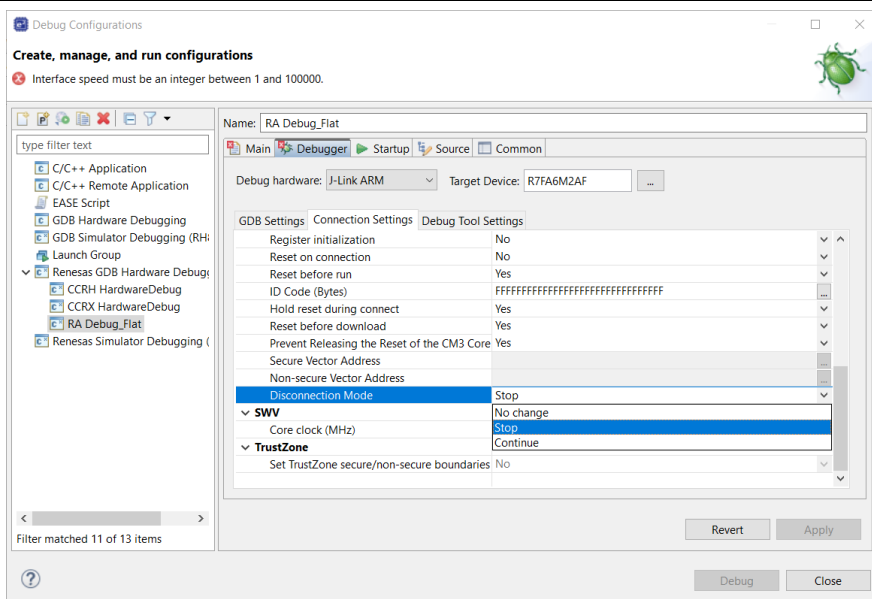 Debug Configurations
Create, manage, and run configurations
Interface speed must be an integer between 1 and 100000.
type filter text
C/C++ Application
C/C++ Remote Application
EASE Script
GDB Hardware Debugging
GDB Simulator Debugging (RH8
Launch Group
Renesas GDB Hardware Debug
CCRH HardwareDebug
CCRX HardwareDebug
RA Debug_Flat
Renesas Simulator Debugging (
Filter matched 11 of 13 items
Name: RA Debug_Flat
Main Debugger Startup Source Common
Debug hardware: J-Link ARM Target Device: R7FA6M2AF ...
GDB Settings Connection Settings Debug Tool Settings
Register initialization No
Reset on connection No
Reset before run Yes
ID Code (Bytes) FFFFFFFFFFFFFFFFFFFFFFFFFFFFFFFF ...
Hold reset during connect Yes
Reset before download Yes
Prevent Releasing the Reset of the CM3 Core Yes
Secure Vector Address ...
Non-secure Vector Address ...
Disconnection Mode Stop
No change
SWV
Stop
Core clock (MHz)
Continue
TrustZone
Set TrustZone secure/non-secure boundaries No
Revert Apply
? Debug Close